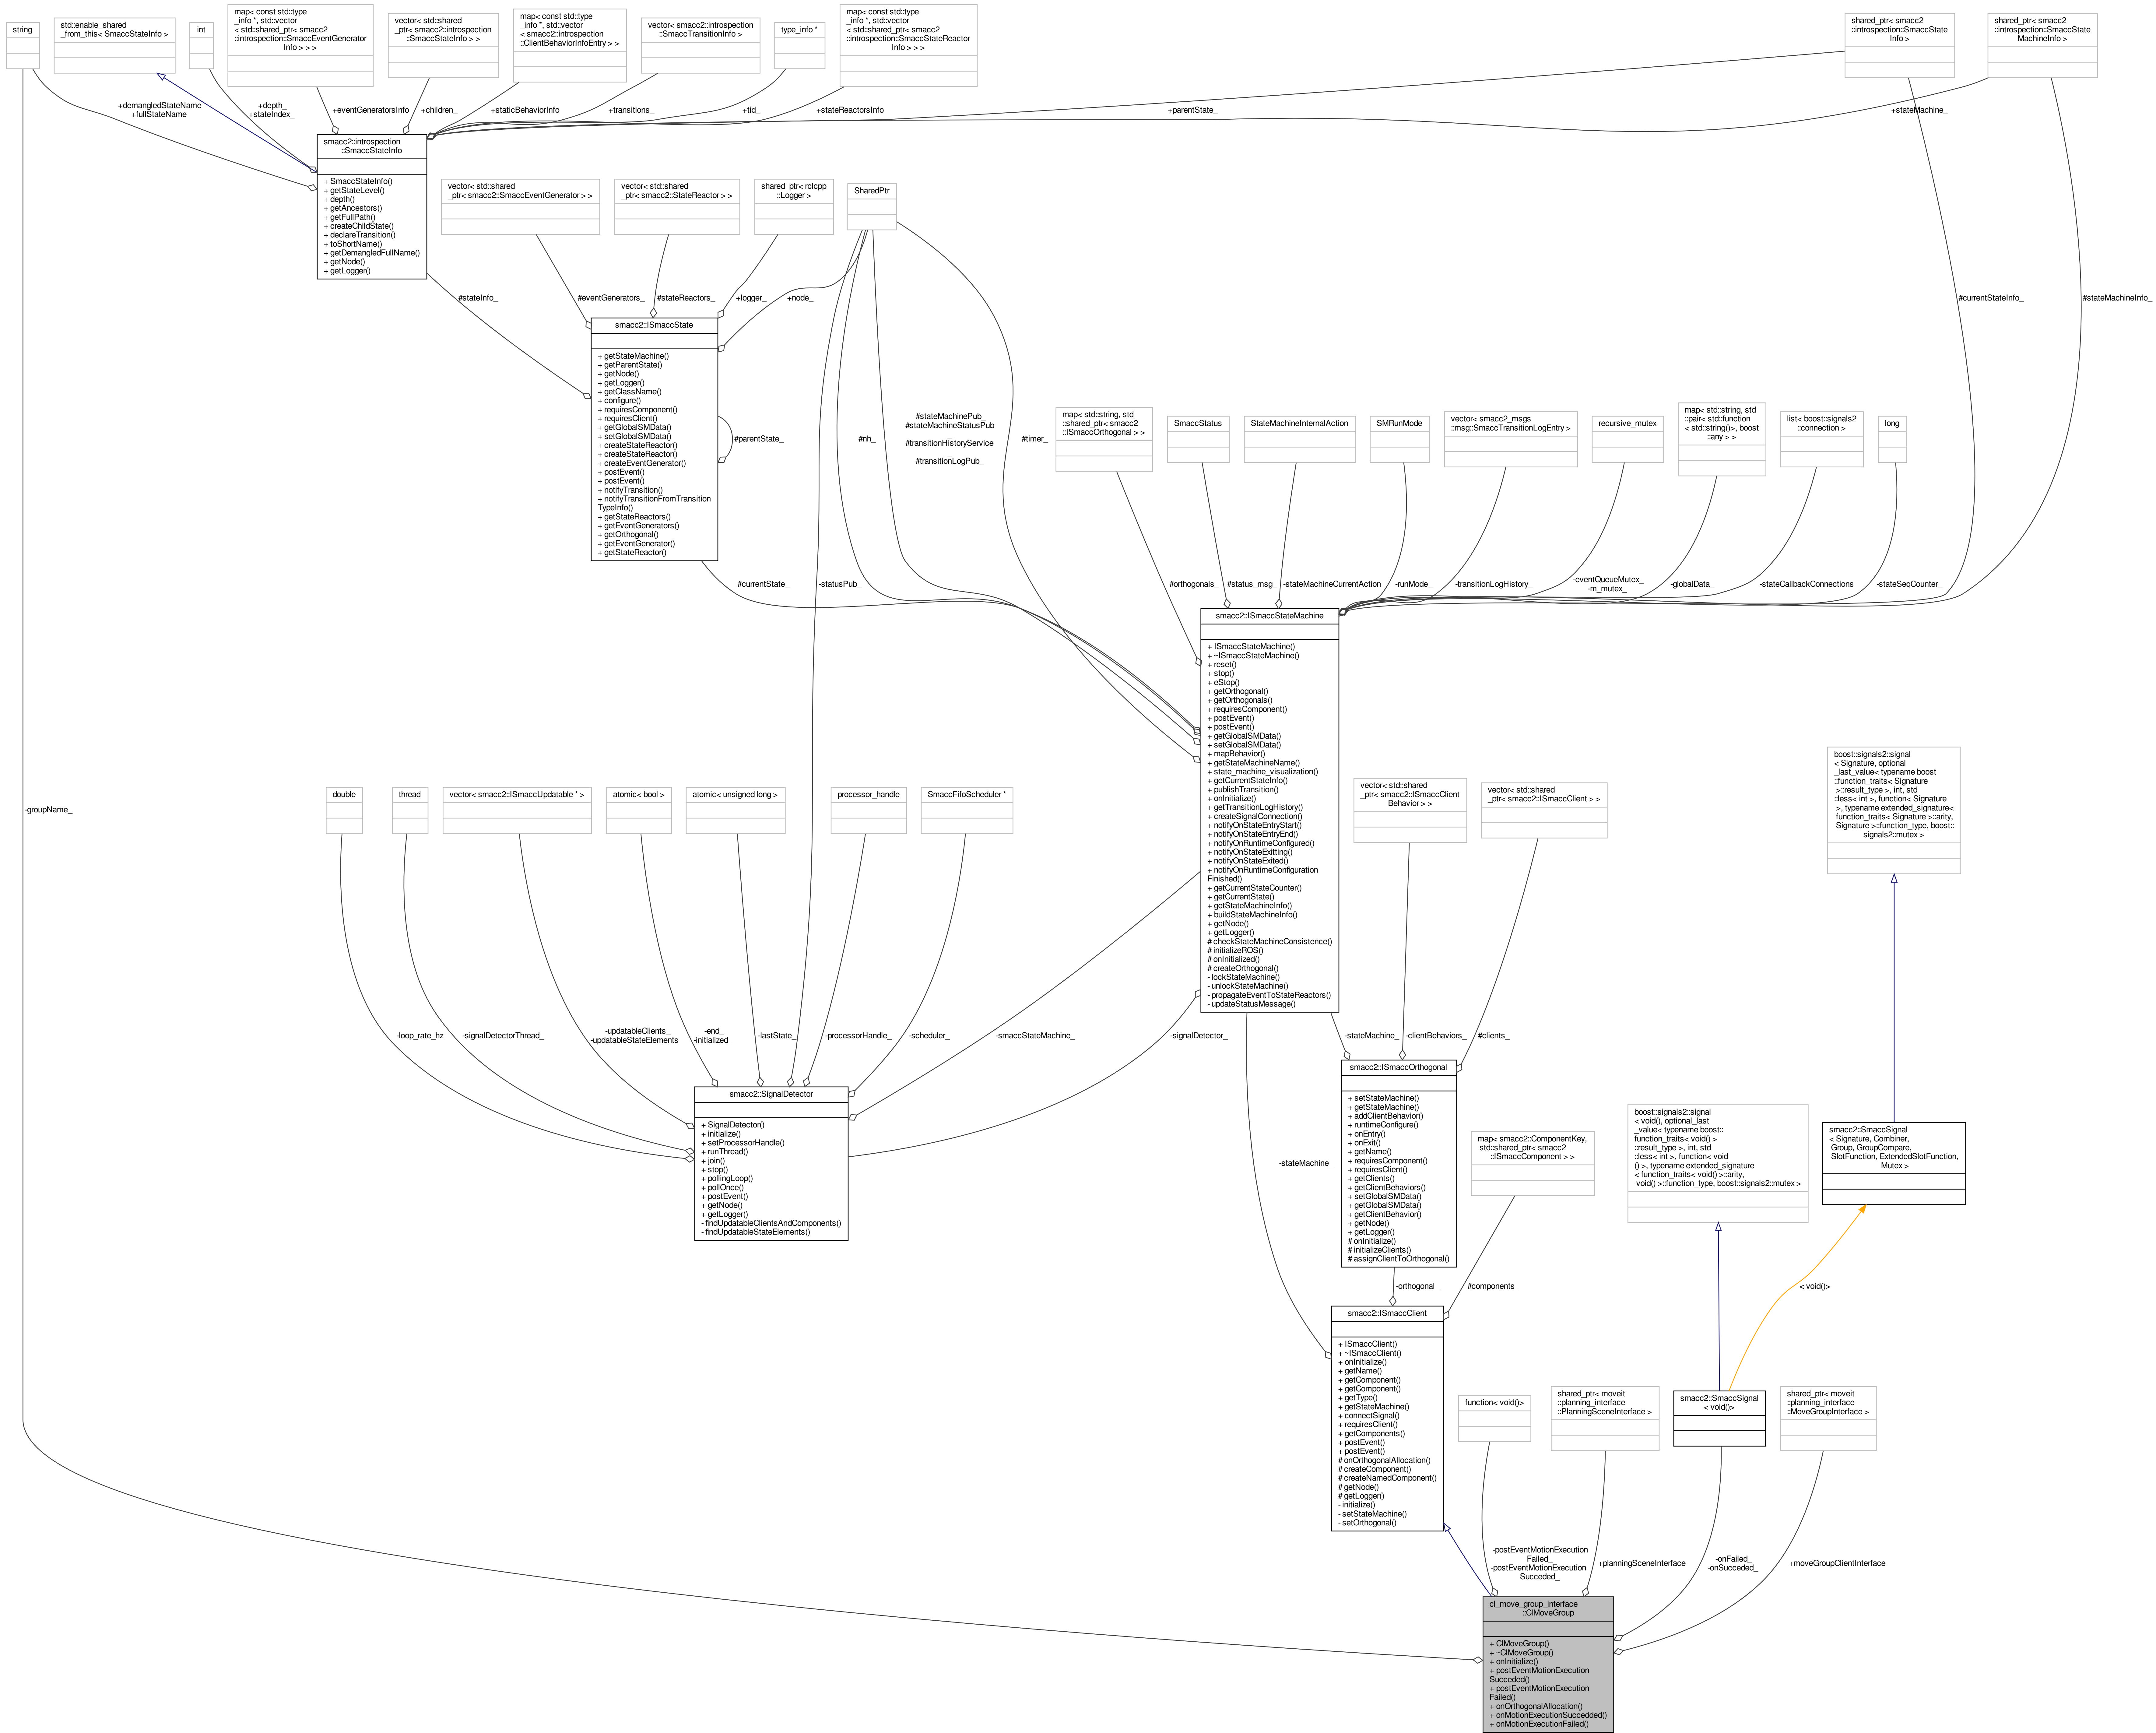 string
std::enable_shared
_from_this< SmaccStateInfo >
int
map< const std::type
_info *, std::vector
< std::shared_ptr< smacc2
::introspection::SmaccEventGenerator
Info > > >
vector< std::shared
_ptr< smacc2::introspection
::SmaccStateInfo > >
map< const std::type
_info *, std::vector
< smacc2::introspection
::ClientBehaviorInfoEntry > >
vector< smacc2::introspection
::SmaccTransitionInfo >
type_info *
map< const std::type
_info *, std::vector
< std::shared_ptr< smacc2
::introspection::SmaccStateReactor
Info > > >
shared_ptr< smacc2
::introspection::SmaccState
Info >
shared_ptr< smacc2
::introspection::SmaccState
MachineInfo >
+demangledStateName
+fullStateName
+depth_
+stateIndex_
+eventGeneratorsInfo
+children_
+staticBehaviorInfo
+transitions_
+tid_
+stateReactorsInfo
+parentState_
+stateMachine_
smacc2::introspection
::SmaccStateInfo
+ SmaccStateInfo()
+ getStateLevel()
+ depth()
+ getAncestors()
+ getFullPath()
+ createChildState()
+ declareTransition()
+ toShortName()
+ getDemangledFullName()
+ getNode()
+ getLogger()
vector< std::shared
_ptr< smacc2::SmaccEventGenerator > >
vector< std::shared
_ptr< smacc2::StateReactor > >
shared_ptr< rclcpp
::Logger >
SharedPtr
#stateInfo_
#eventGenerators_
#stateReactors_
+logger_
+node_
#currentStateInfo_
#stateMachineInfo_
smacc2::ISmaccState
+ getStateMachine()
+ getParentState()
+ getNode()
+ getLogger()
+ getClassName()
+ configure()
+ requiresComponent()
+ requiresClient()
+ getGlobalSMData()
+ setGlobalSMData()
+ createStateReactor()
+ createStateReactor()
+ createEventGenerator()
+ postEvent()
+ postEvent()
+ notifyTransition()
+ notifyTransitionFromTransition
TypeInfo()
+ getStateReactors()
+ getEventGenerators()
+ getOrthogonal()
+ getEventGenerator()
+ getStateReactor()
#parentState_
#nh_
#stateMachinePub_
#stateMachineStatusPub
_
#transitionHistoryService
_
#transitionLogPub_
#timer_
map< std::string, std
::shared_ptr< smacc2
::ISmaccOrthogonal > >
SmaccStatus
StateMachineInternalAction
SMRunMode
vector< smacc2_msgs
::msg::SmaccTransitionLogEntry >
recursive_mutex
map< std::string, std
::pair< std::function
< std::string()>, boost
::any > >
list< boost::signals2
::connection >
long
#currentState_
-statusPub_
#orthogonals_
#status_msg_
-stateMachineCurrentAction
-runMode_
-transitionLogHistory_
-eventQueueMutex_
-m_mutex_
-globalData_
-stateCallbackConnections
-stateSeqCounter_
smacc2::ISmaccStateMachine
+ ISmaccStateMachine()
+ ~ISmaccStateMachine()
+ reset()
+ stop()
+ eStop()
+ getOrthogonal()
+ getOrthogonals()
+ requiresComponent()
+ postEvent()
+ postEvent()
+ getGlobalSMData()
+ setGlobalSMData()
+ mapBehavior()
+ getStateMachineName()
+ state_machine_visualization()
+ getCurrentStateInfo()
+ publishTransition()
+ onInitialize()
+ getTransitionLogHistory()
+ createSignalConnection()
+ notifyOnStateEntryStart()
+ notifyOnStateEntryEnd()
+ notifyOnRuntimeConfigured()
+ notifyOnStateExitting()
+ notifyOnStateExited()
+ notifyOnRuntimeConfiguration
Finished()
+ getCurrentStateCounter()
+ getCurrentState()
+ getStateMachineInfo()
+ buildStateMachineInfo()
+ getNode()
+ getLogger()
# checkStateMachineConsistence()
# initializeROS()
# onInitialized()
# createOrthogonal()
- lockStateMachine()
- unlockStateMachine()
- propagateEventToStateReactors()
- updateStatusMessage()
-groupName_
double
thread
vector< smacc2::ISmaccUpdatable * >
atomic< bool >
atomic< unsigned long >
processor_handle
SmaccFifoScheduler *
vector< std::shared
_ptr< smacc2::ISmaccClient
Behavior > >
vector< std::shared
_ptr< smacc2::ISmaccClient > >
boost::signals2::signal
< Signature, optional
_last_value< typename boost
::function_traits< Signature
>::result_type >, int, std
::less< int >, function< Signature
>, typename extended_signature<
function_traits< Signature >::arity,
Signature >::function_type, boost::
signals2::mutex >
-loop_rate_hz
-signalDetectorThread_
-updatableClients_
-updatableStateElements_
-end_
-initialized_
-lastState_
-processorHandle_
-scheduler_
-smaccStateMachine_
-signalDetector_
-stateMachine_
-clientBehaviors_
#clients_
smacc2::SignalDetector
+ SignalDetector()
+ initialize()
+ setProcessorHandle()
+ runThread()
+ join()
+ stop()
+ pollingLoop()
+ pollOnce()
+ postEvent()
+ getNode()
+ getLogger()
- findUpdatableClientsAndComponents()
- findUpdatableStateElements()
smacc2::ISmaccOrthogonal
+ setStateMachine()
+ getStateMachine()
+ addClientBehavior()
+ runtimeConfigure()
+ onEntry()
+ onExit()
+ getName()
+ requiresComponent()
+ requiresClient()
+ getClients()
+ getClientBehaviors()
+ setGlobalSMData()
+ getGlobalSMData()
+ getClientBehavior()
+ getNode()
+ getLogger()
# onInitialize()
# initializeClients()
# assignClientToOrthogonal()
map< smacc2::ComponentKey,
std::shared_ptr< smacc2
::ISmaccComponent > >
boost::signals2::signal
< void(), optional_last
_value< typename boost::
function_traits< void() >
::result_type >, int, std
::less< int >, function< void
() >, typename extended_signature
< function_traits< void() >::arity,
void() >::function_type, boost::signals2::mutex >
smacc2::SmaccSignal
< Signature, Combiner,
Group, GroupCompare,
SlotFunction, ExtendedSlotFunction,
Mutex >
-stateMachine_
-orthogonal_
#components_
< void()>
smacc2::ISmaccClient
+ ISmaccClient()
+ ~ISmaccClient()
+ onInitialize()
+ getName()
+ getComponent()
+ getComponent()
+ getType()
+ getStateMachine()
+ connectSignal()
+ requiresClient()
+ getComponents()
+ postEvent()
+ postEvent()
# onOrthogonalAllocation()
# createComponent()
# createNamedComponent()
# getNode()
# getLogger()
- initialize()
- setStateMachine()
- setOrthogonal()
function< void()>
shared_ptr< moveit
::planning_interface
::PlanningSceneInterface >
smacc2::SmaccSignal
< void()>
shared_ptr< moveit
::planning_interface
::MoveGroupInterface >
-postEventMotionExecution
Failed_
-postEventMotionExecution
Succeded_
+planningSceneInterface
-onFailed_
-onSucceded_
+moveGroupClientInterface
cl_move_group_interface
::ClMoveGroup
+ ClMoveGroup()
+ ~ClMoveGroup()
+ onInitialize()
+ postEventMotionExecution
Succeded()
+ postEventMotionExecution
Failed()
+ onOrthogonalAllocation()
+ onMotionExecutionSuccedded()
+ onMotionExecutionFailed()